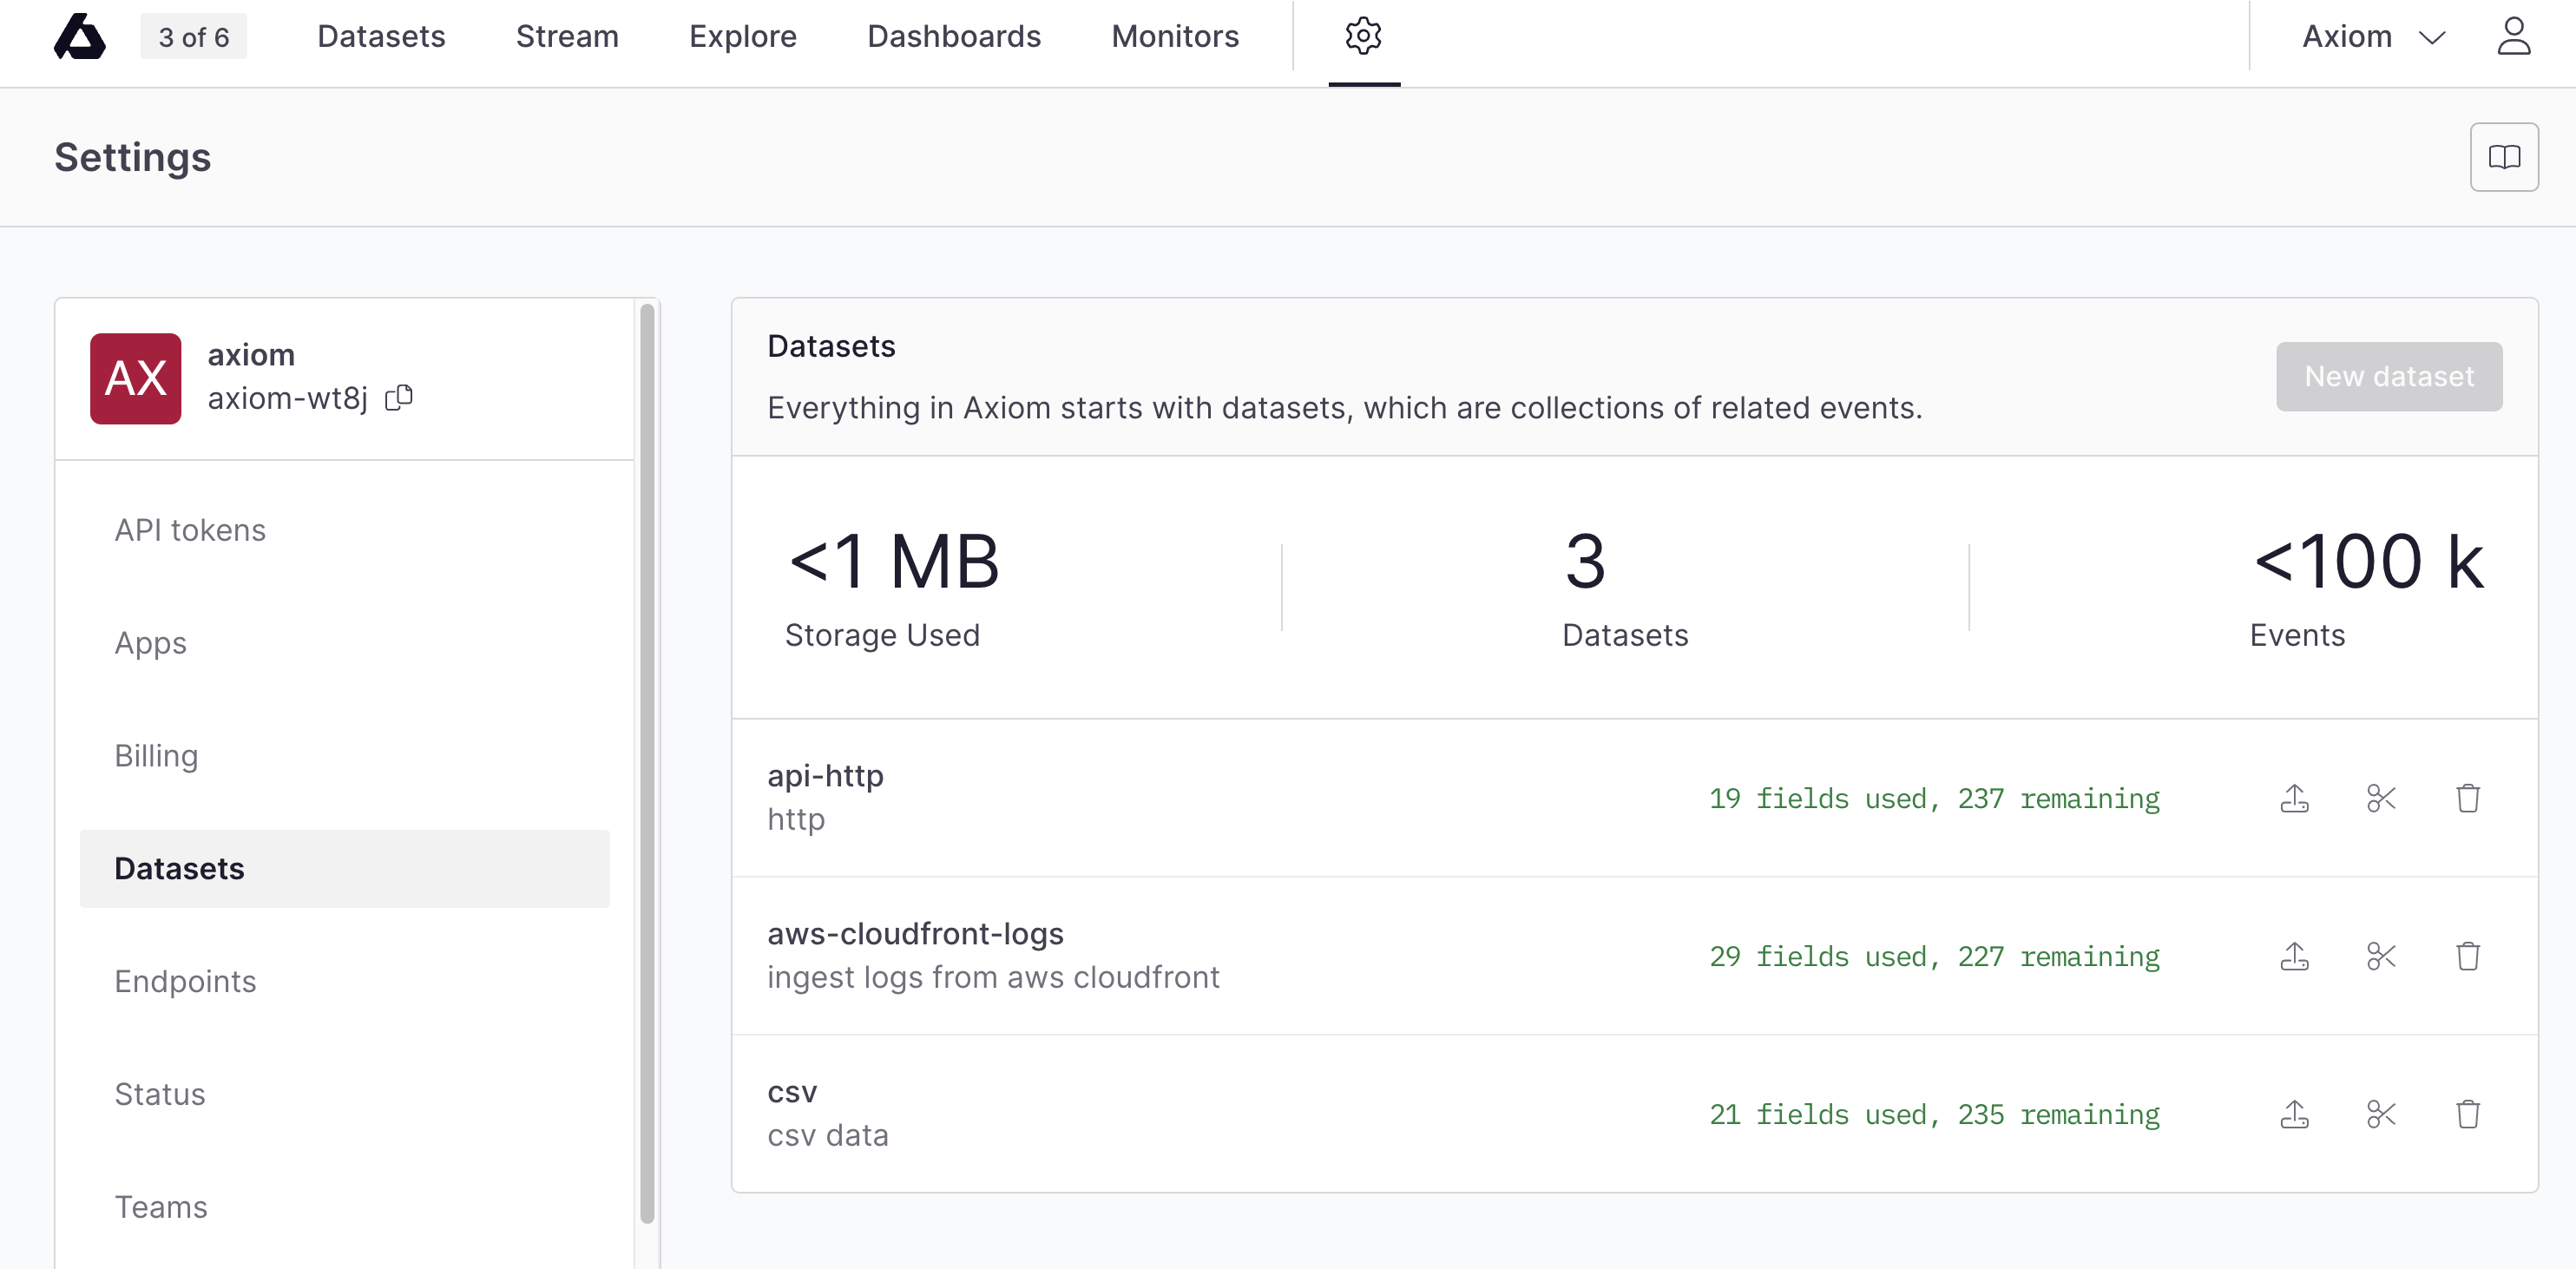 3 of 6 Datasets Stream Explore Dashboards Monitors Axiom
Settings
AX
axiom
axiom-wt8j
API tokens
Apps
Billing
Datasets
Endpoints
Status
Teams
Datasets
Everything in Axiom starts with datasets, which are collections of related events.
New dataset
<1 MB
Storage Used
3
Datasets
<100 k
Events
api-http
http
19 fields used, 237 remaining
aws-cloudfront-logs
ingest logs from aws cloudfront
29 fields used, 227 remaining
csv
csv data
21 fields used, 235 remaining